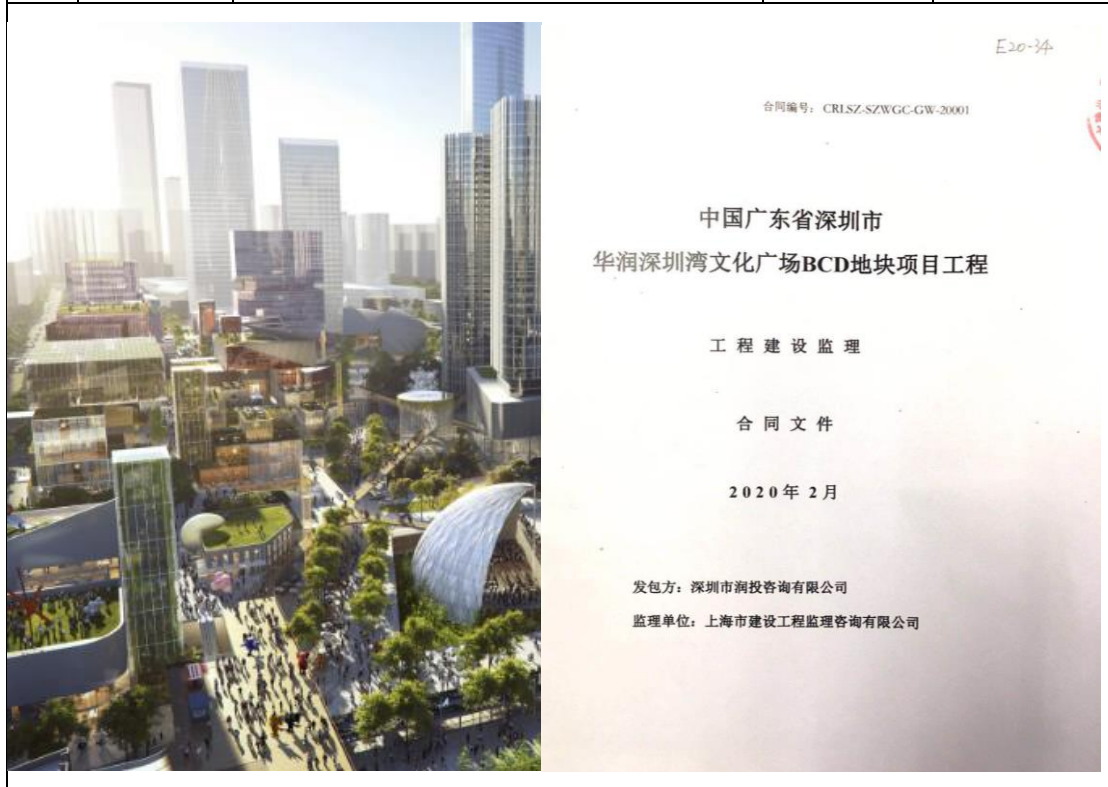 E20-34
合同编号：CRLSZ-SZWGC-GW-20001
中国广东省深圳市
华润深圳湾文化广场BCD地块项目工程
工程建设监理
合同文件
2020年2月
发包方：深圳市润投咨询有限公司
监理单位：上海市建设工程监理咨询有限公司